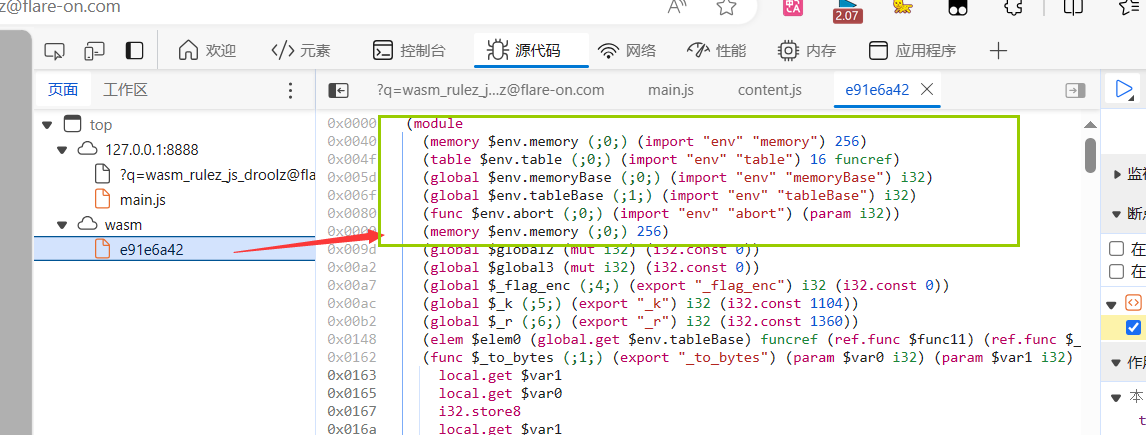 z@flare-on.com
2.07
欢迎
</> 元素
控制台
源代码
网络
性能
内存
应用程序
页面
工作区
?q=wasm_rulez_j...z@flare-on.com
main.js
content.js
e91e6a42
top
127.0.0.1:8888
?q=wasm_rulez_js_droolz@fla
main.js
wasm
e91e6a42
0x0000 (module
0x0040 (memory $env.memory (;0;) (import "env" "memory") 256)
0x004f (table $env.table (;0;) (import "env" "table") 16 funcref)
0x005d (global $env.memoryBase (;0;) (import "env" "memoryBase") i32)
0x006f (global $env.tableBase (;1;) (import "env" "tableBase") i32)
0x0080 (func $env.abort (;0;) (import "env" "abort") (param i32))
(memory $env.memory (;0;) 256)
0x009d (global $global2 (mut i32) (i32.const 0))
0x00a2 (global $global3 (mut i32) (i32.const 0))
0x00a7 (global $_flag_enc (;4;) (export "_flag_enc") i32 (i32.const 0))
0x00ac (global $_k (;5;) (export "_k") i32 (i32.const 1104))
0x00b2 (global $_r (;6;) (export "_r") i32 (i32.const 1360))
0x0148 (elem $elem0 (global.get $env.tableBase) funcref (ref.func $func11) (ref.func $_
0x0162 (func $_to_bytes (;1;) (export "_to_bytes") (param $var0 i32) (param $var1 i32)
0x0163 local.get $var1
0x0165 local.get $var0
0x0167 i32.store8
0x016a local.get $var1
监
断点
在
在
作用
本